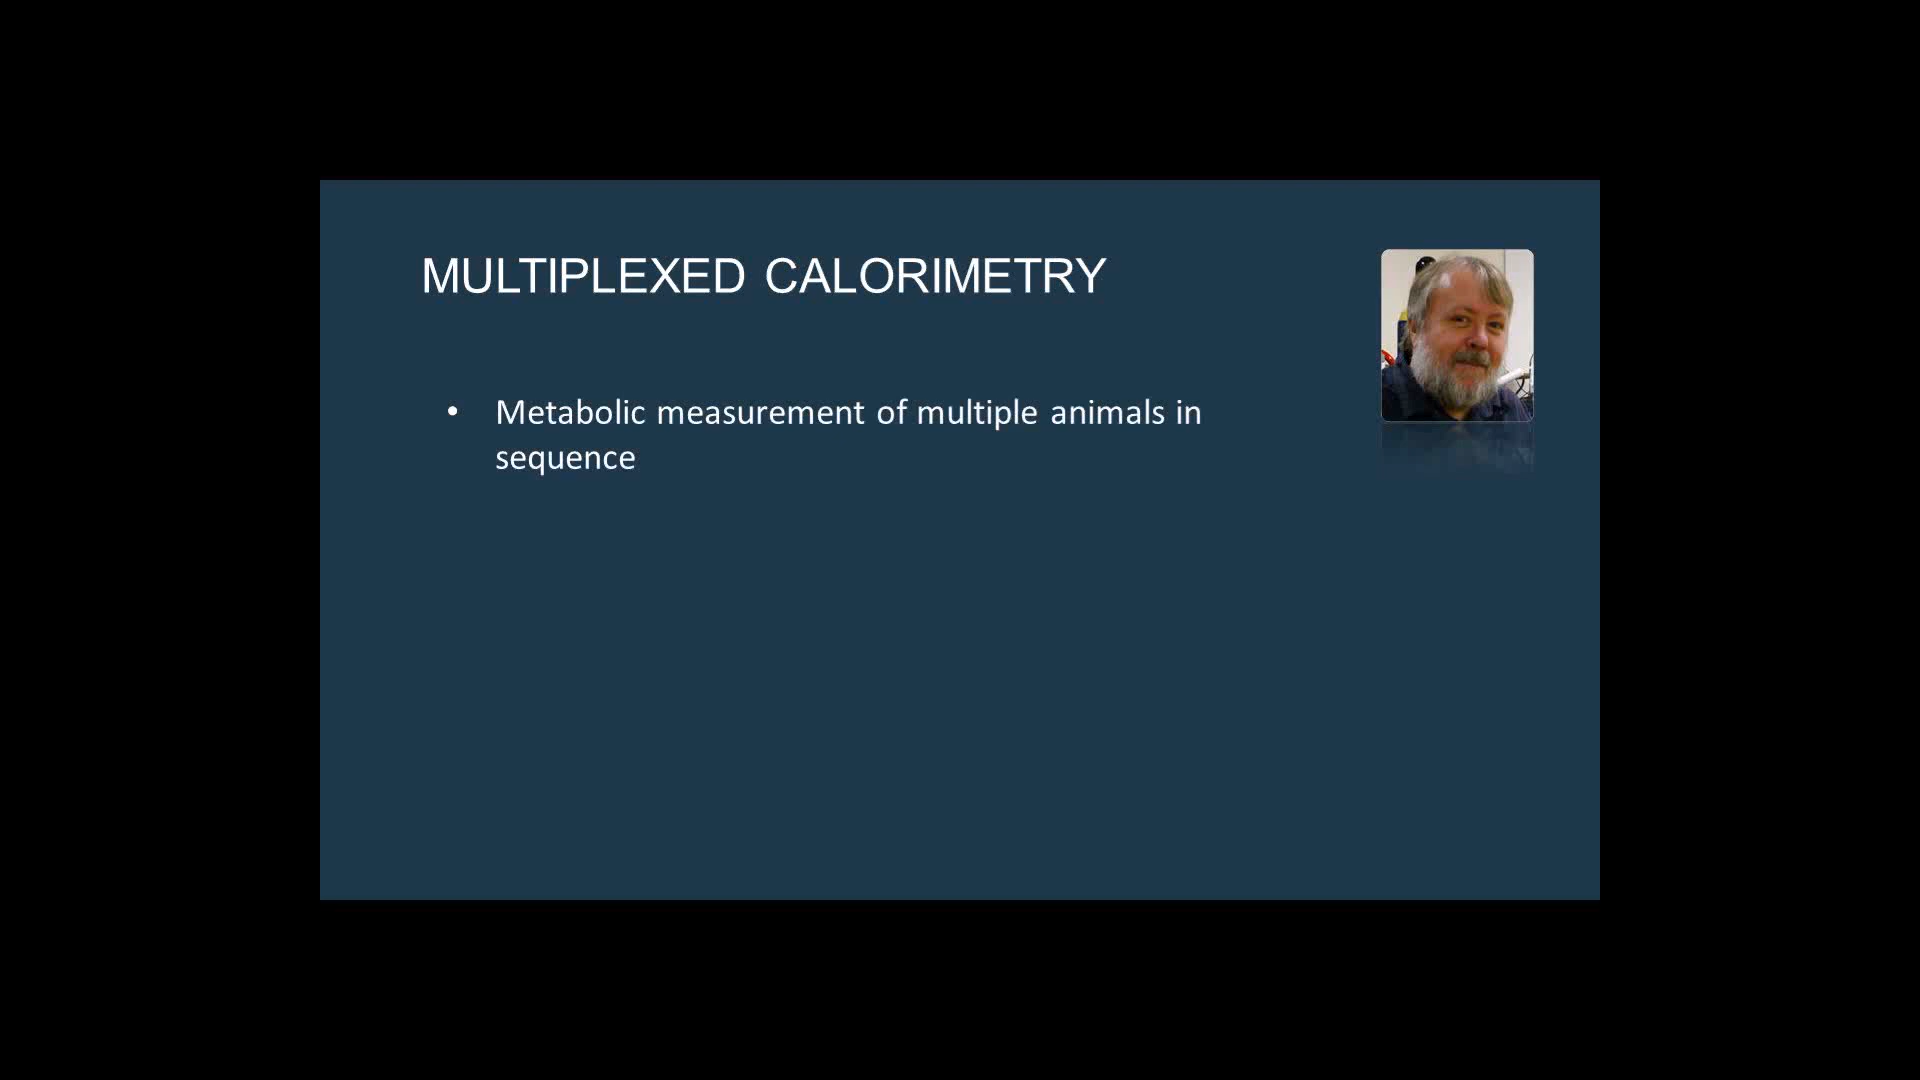 MULTIPLEXED CALORIMETRY
• Metabolic measurement of multiple animals in
sequence